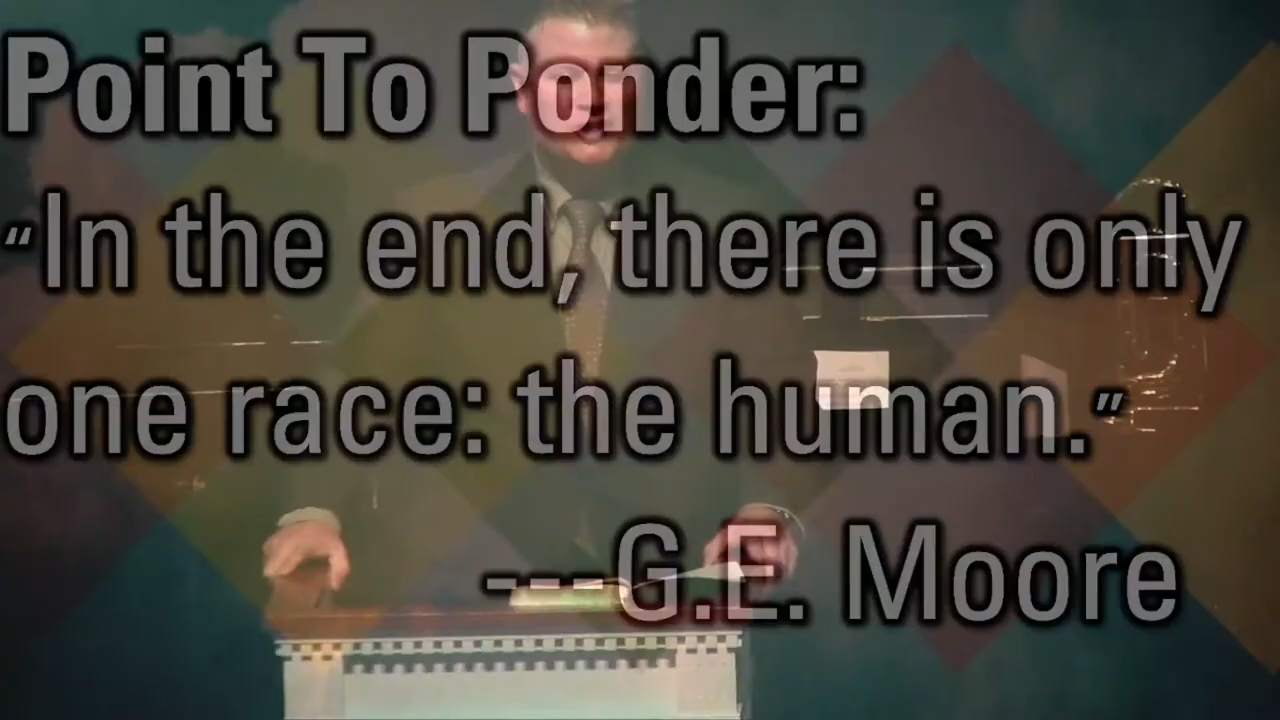 Point To Ponder:
“In the end, there is only
one race: the human.”
---G.E. Moore